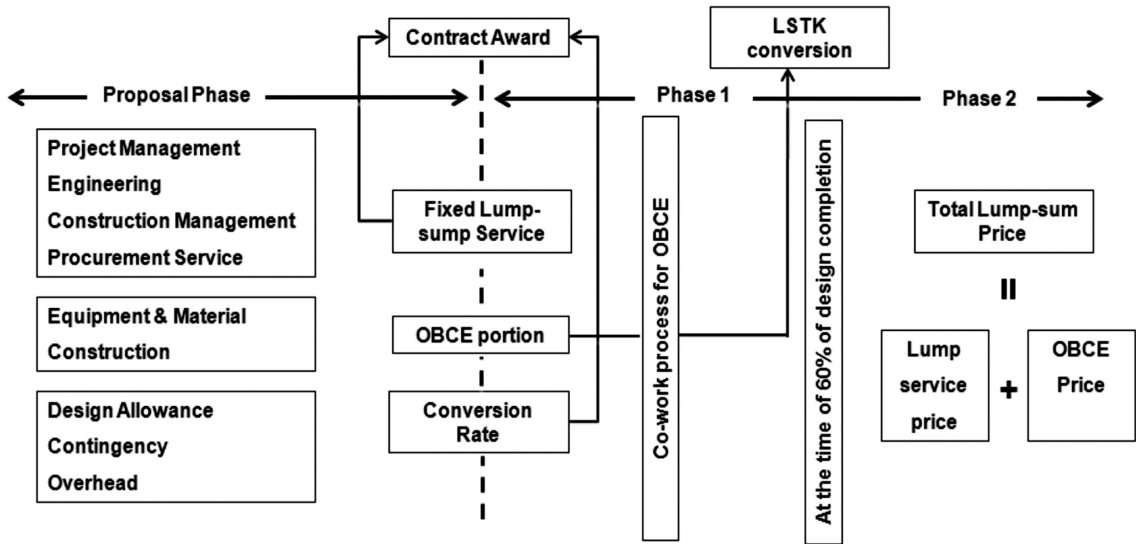 Contract Award
LSTK
conversion
Proposal Phase
Phase 1
Phase 2
Project Management
Engineering
Construction Management
Procurement Service
Fixed Lump-
sump Service
Equipment & Material
Construction
OBCE portion
Design Allowance
Contingency
Overhead
Conversion
Rate
Co-work process for OBCE
At the time of 60% of design completion
Total Lump-sum
Price
=
Lump
service
price
+
OBCE
Price